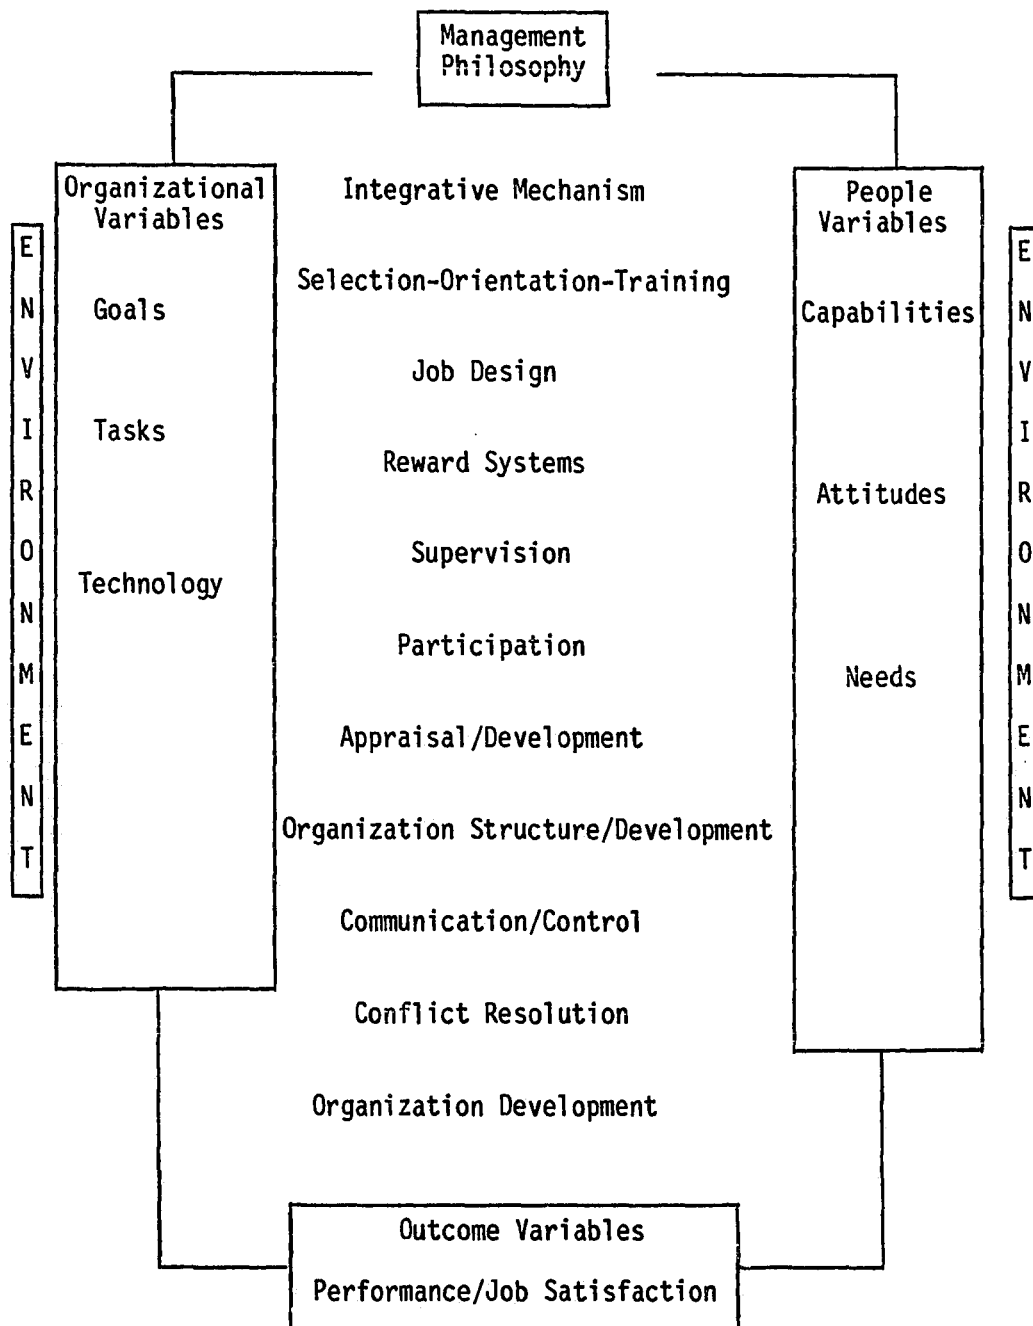 Management
Philosophy
Organizational
Variables
Goals
Tasks
Technology
Integrative Mechanism
Selection-Orientation-Training
Job Design
Reward Systems
Supervision
Participation
Appraisal/Development
Organization Structure/Development
Communication/Control
Conflict Resolution
Organization Development
People
Variables
Capabilities
Attitudes
Needs
ENVIRONMENT
ENVIRONMENT
Outcome Variables
Performance/Job Satisfaction